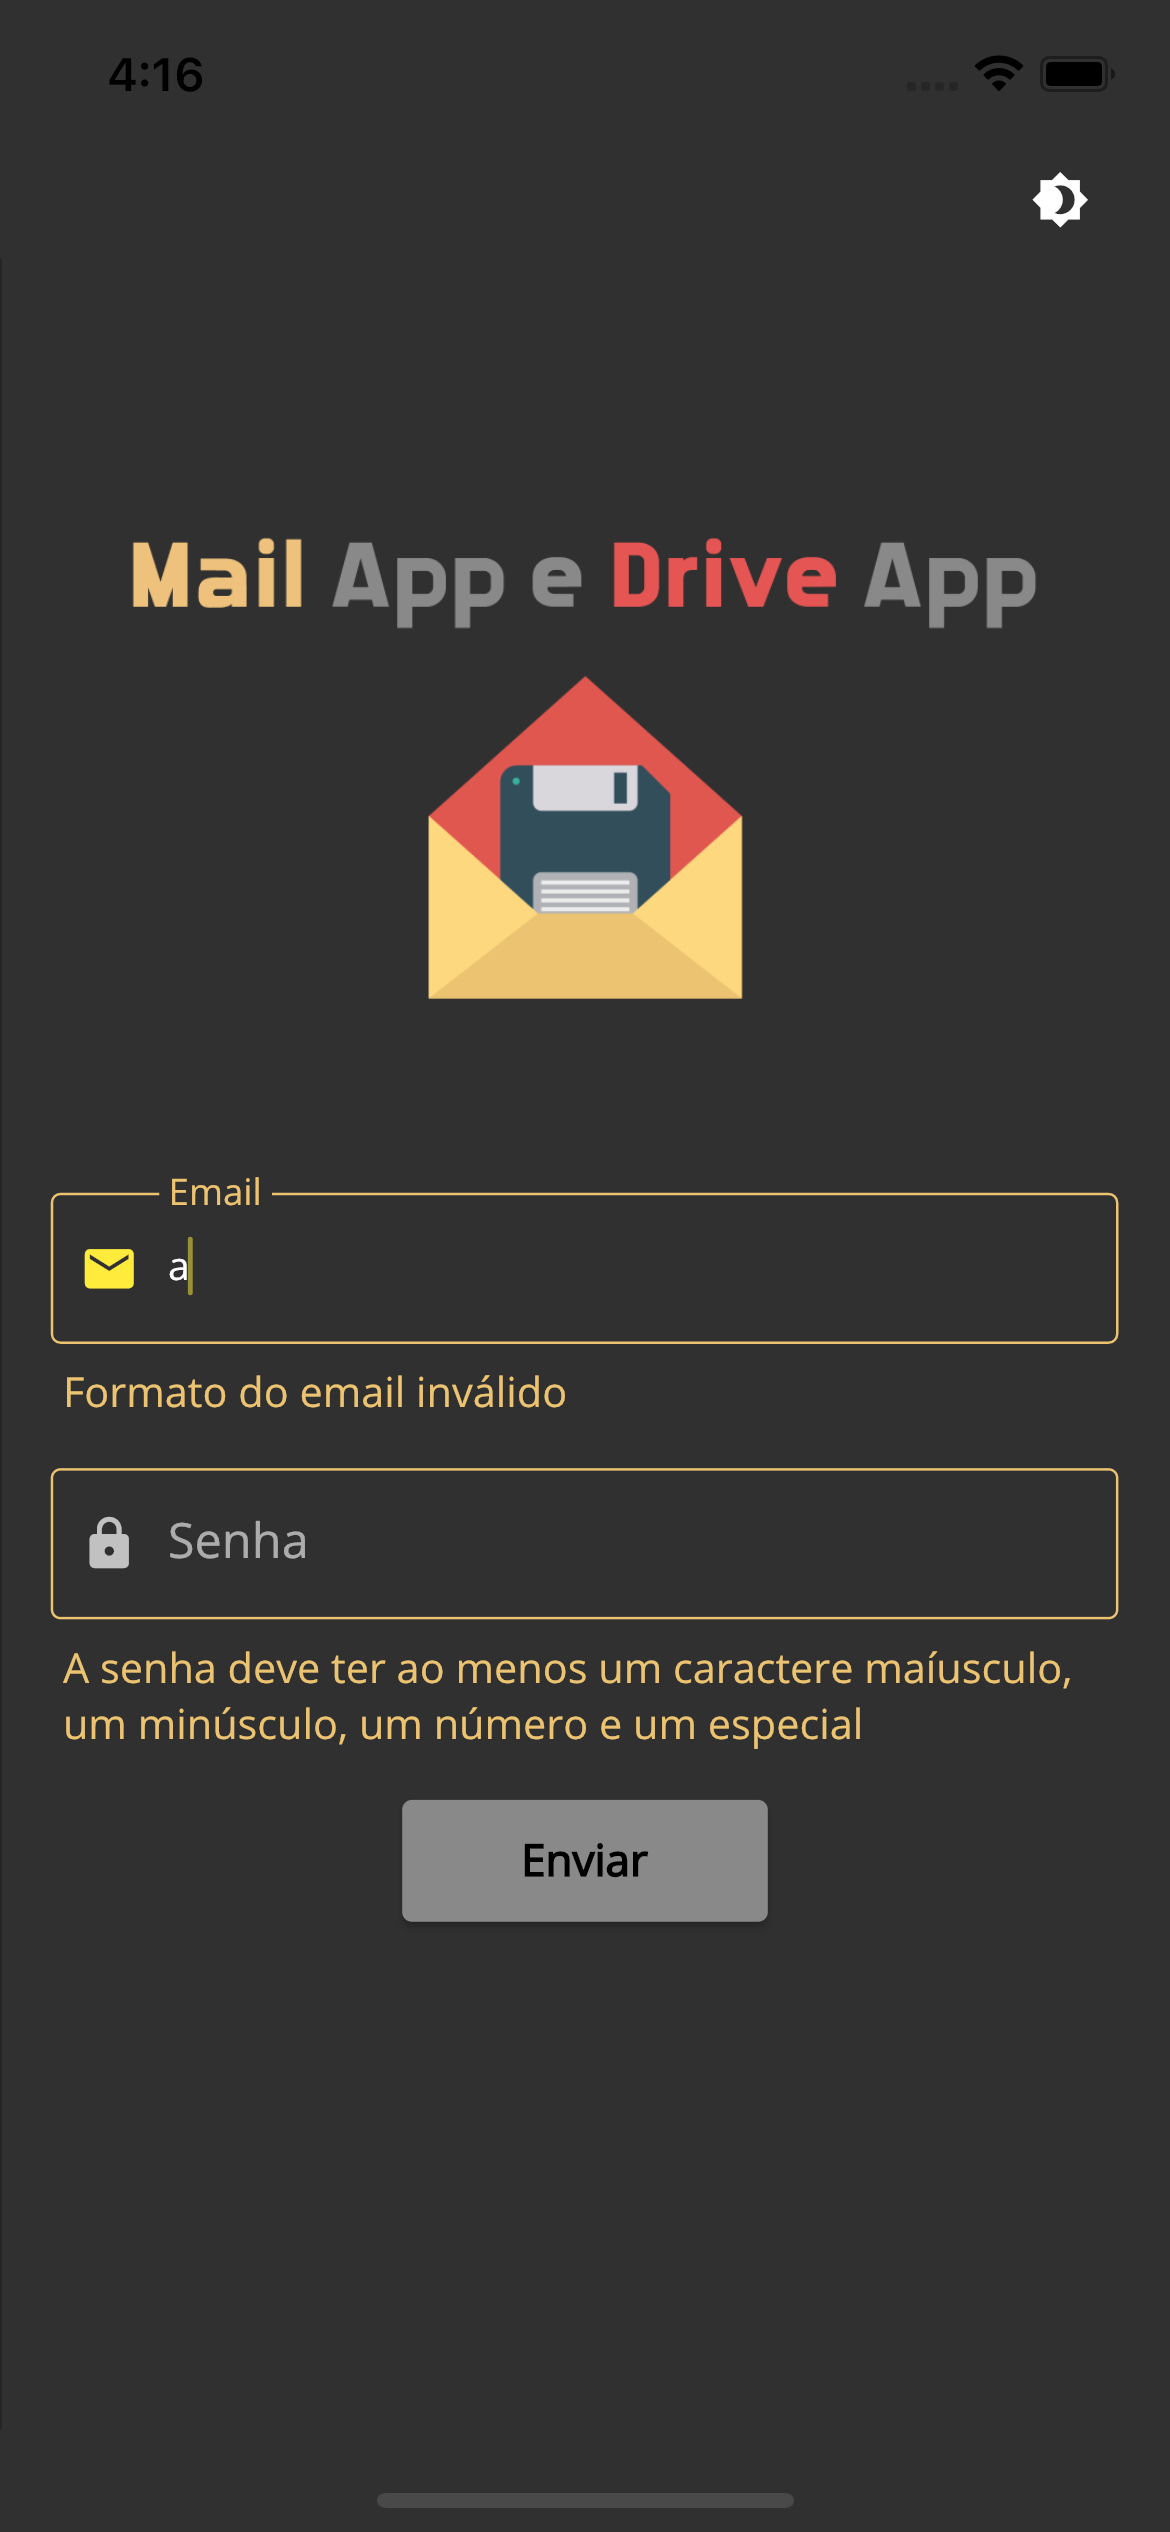 4:16
Mail App e Drive App
Email
a
Formato do email inválido
Senha
A senha deve ter ao menos um caractere maíusculo,
um minúsculo, um número e um especial
Enviar